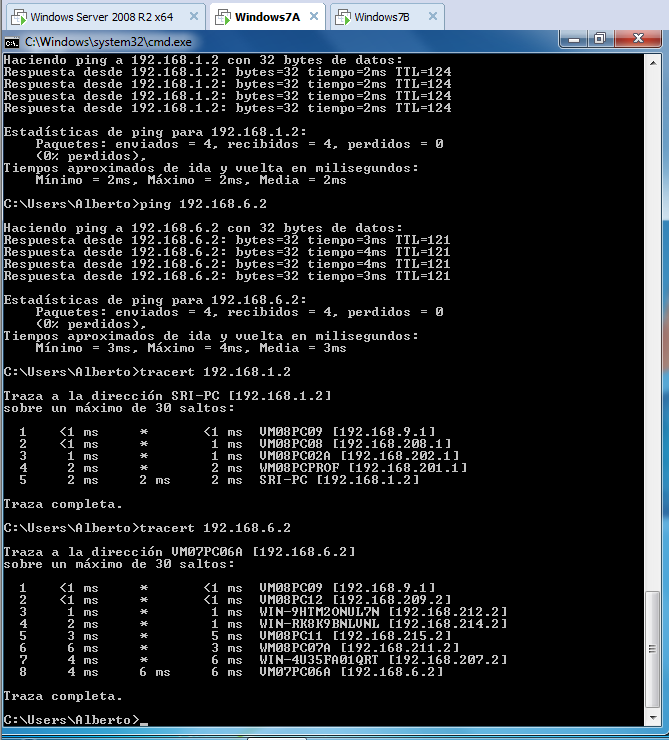 Windows Server 2008 R2 x64 Windows7A Windows7B
C:\Windows\system32\cmd.exe
Haciendo ping a 192.168.1.2 con 32 bytes de datos:
Respuesta desde 192.168.1.2: bytes=32 tiempo=2ms TTL=124
Respuesta desde 192.168.1.2: bytes=32 tiempo=2ms TTL=124
Respuesta desde 192.168.1.2: bytes=32 tiempo=2ms TTL=124
Respuesta desde 192.168.1.2: bytes=32 tiempo=2ms TTL=124
Estadísticas de ping para 192.168.1.2:
Paquetes: enviados = 4, recibidos = 4, perdidos = 0
(0% perdidos),
Tiempos aproximados de ida y vuelta en milisegundos:
Mínimo = 2ms, Máximo = 2ms, Media = 2ms
C:\Users\Alberto>ping 192.168.6.2
Haciendo ping a 192.168.6.2 con 32 bytes de datos:
Respuesta desde 192.168.6.2: bytes=32 tiempo=3ms TTL=121
Respuesta desde 192.168.6.2: bytes=32 tiempo=4ms TTL=121
Respuesta desde 192.168.6.2: bytes=32 tiempo=4ms TTL=121
Respuesta desde 192.168.6.2: bytes=32 tiempo=3ms TTL=121
Estadísticas de ping para 192.168.6.2:
Paquetes: enviados = 4, recibidos = 4, perdidos = 0
(0% perdidos),
Tiempos aproximados de ida y vuelta en milisegundos:
Mínimo = 3ms, Máximo = 4ms, Media = 3ms
C:\Users\Alberto>tracert 192.168.1.2
Traza a la dirección SRI-PC [192.168.1.2]
sobre un máximo de 30 saltos:
1 <1 ms * <1 ms VM08PC09 [192.168.9.1]
2 <1 ms * <1 ms VM08PC08 [192.168.208.1]
3 1 ms * 1 ms VM08PC02A [192.168.202.1]
4 2 ms * 2 ms WM08PCPROF [192.168.201.1]
5 2 ms 2 ms 2 ms SRI-PC [192.168.1.2]
Traza completa.
C:\Users\Alberto>tracert 192.168.6.2
Traza a la dirección VM07PC06A [192.168.6.2]
sobre un máximo de 30 saltos:
1 <1 ms * <1 ms VM08PC09 [192.168.9.1]
2 <1 ms * <1 ms VM08PC12 [192.168.209.2]
3 1 ms * 1 ms WIN-9HTM2ONUL7N [192.168.212.2]
4 2 ms * 1 ms WIN-RK8K9BNLVNL [192.168.214.2]
5 3 ms * 5 ms VM08PC11 [192.168.215.2]
6 6 ms * 3 ms WM08PC07A [192.168.211.2]
7 4 ms * 6 ms WIN-4U35FA01QRT [192.168.207.2]
8 4 ms 6 ms 6 ms VM07PC06A [192.168.6.2]
Traza completa.
C:\Users\Alberto>_